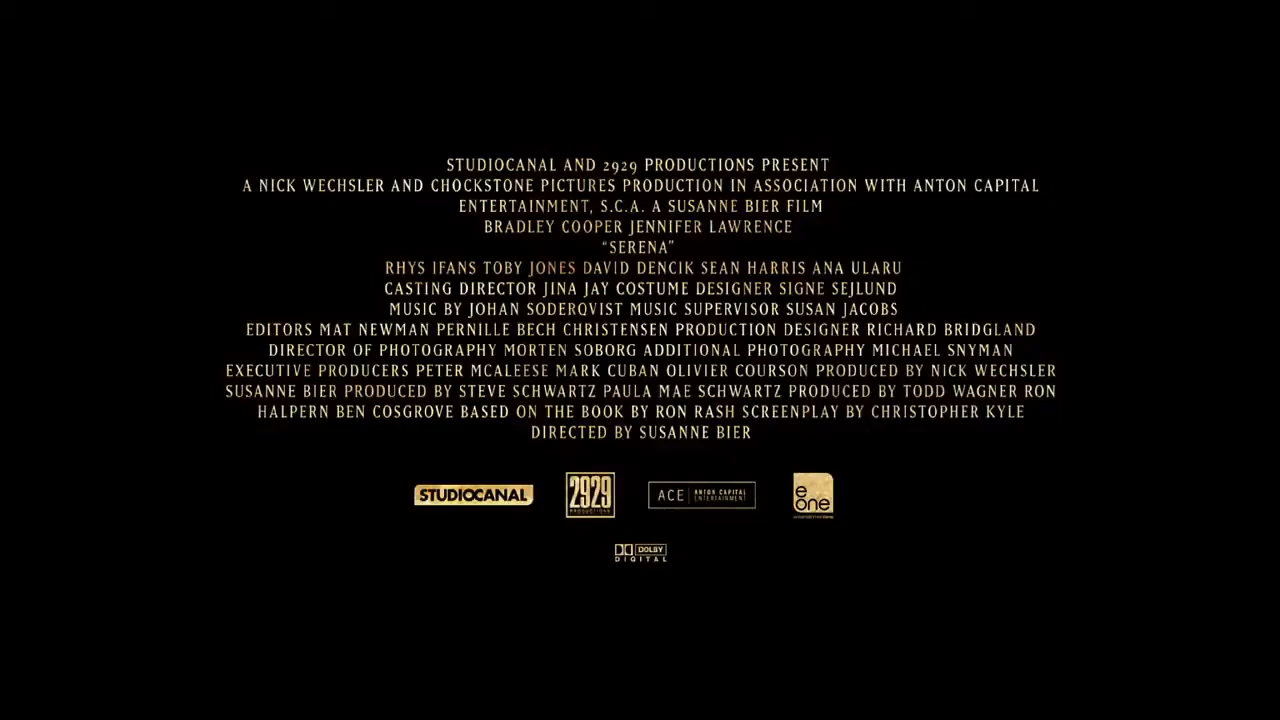 STUDIOCANAL AND 2929 PRODUCTIONS PRESENT
A NICK WECHSLER AND CHOCKSTONE PICTURES PRODUCTION IN ASSOCIATION WITH ANTON CAPITAL
ENTERTAINMENT, S.C.A. A SUSANNE BIER FILM
BRADLEY COOPER JENNIFER LAWRENCE
“SERENA”
RHYS IFANS TOBY JONES DAVID DENCIK SEAN HARRIS ANA ULARU
CASTING DIRECTOR JINA JAY COSTUME DESIGNER SIGNE SEJLUND
MUSIC BY JOHAN SODERQVIST MUSIC SUPERVISOR SUSAN JACOBS
EDITORS MAT NEWMAN PERNILLE BECH CHRISTENSEN PRODUCTION DESIGNER RICHARD BRIDGLAND
DIRECTOR OF PHOTOGRAPHY MORTEN SOBORG ADDITIONAL PHOTOGRAPHY MICHAEL SNYMAN
EXECUTIVE PRODUCERS PETER MCALEESE MARK CUBAN OLIVIER COURSON PRODUCED BY NICK WECHSLER
SUSANNE BIER PRODUCED BY STEVE SCHWARTZ PAULA MAE SCHWARTZ PRODUCED BY TODD WAGNER RON
HALPERN BEN COSGROVE BASED ON THE BOOK BY RON RASH SCREENPLAY BY CHRISTOPHER KYLE
DIRECTED BY SUSANNE BIER
STUDIOCANAL
2929
PRODUCTIONS
ACE
ANTON CAPITAL
ENTERTAINMENT
e
one
DOLBY
DIGITAL